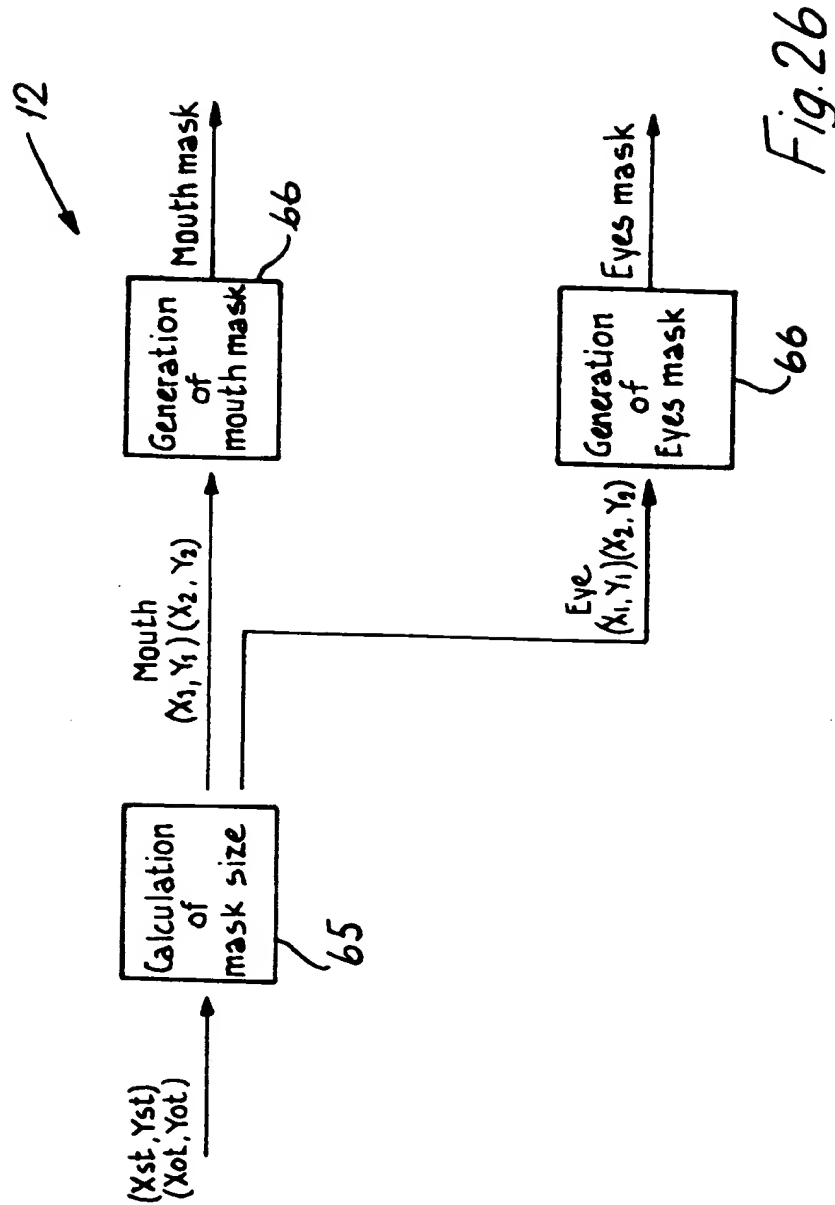 12
(Xst, Yst)
(Xot, Yot)
Calculation
of
mask size
65
Mouth
(X1, Y1)(X2, Y2)
Generation
of
mouth mask
66
Mouth mask
Eye
(X1, Y1)(X2, Y2)
Generation
of
Eyes mask
66
Eyes mask
Fig. 26